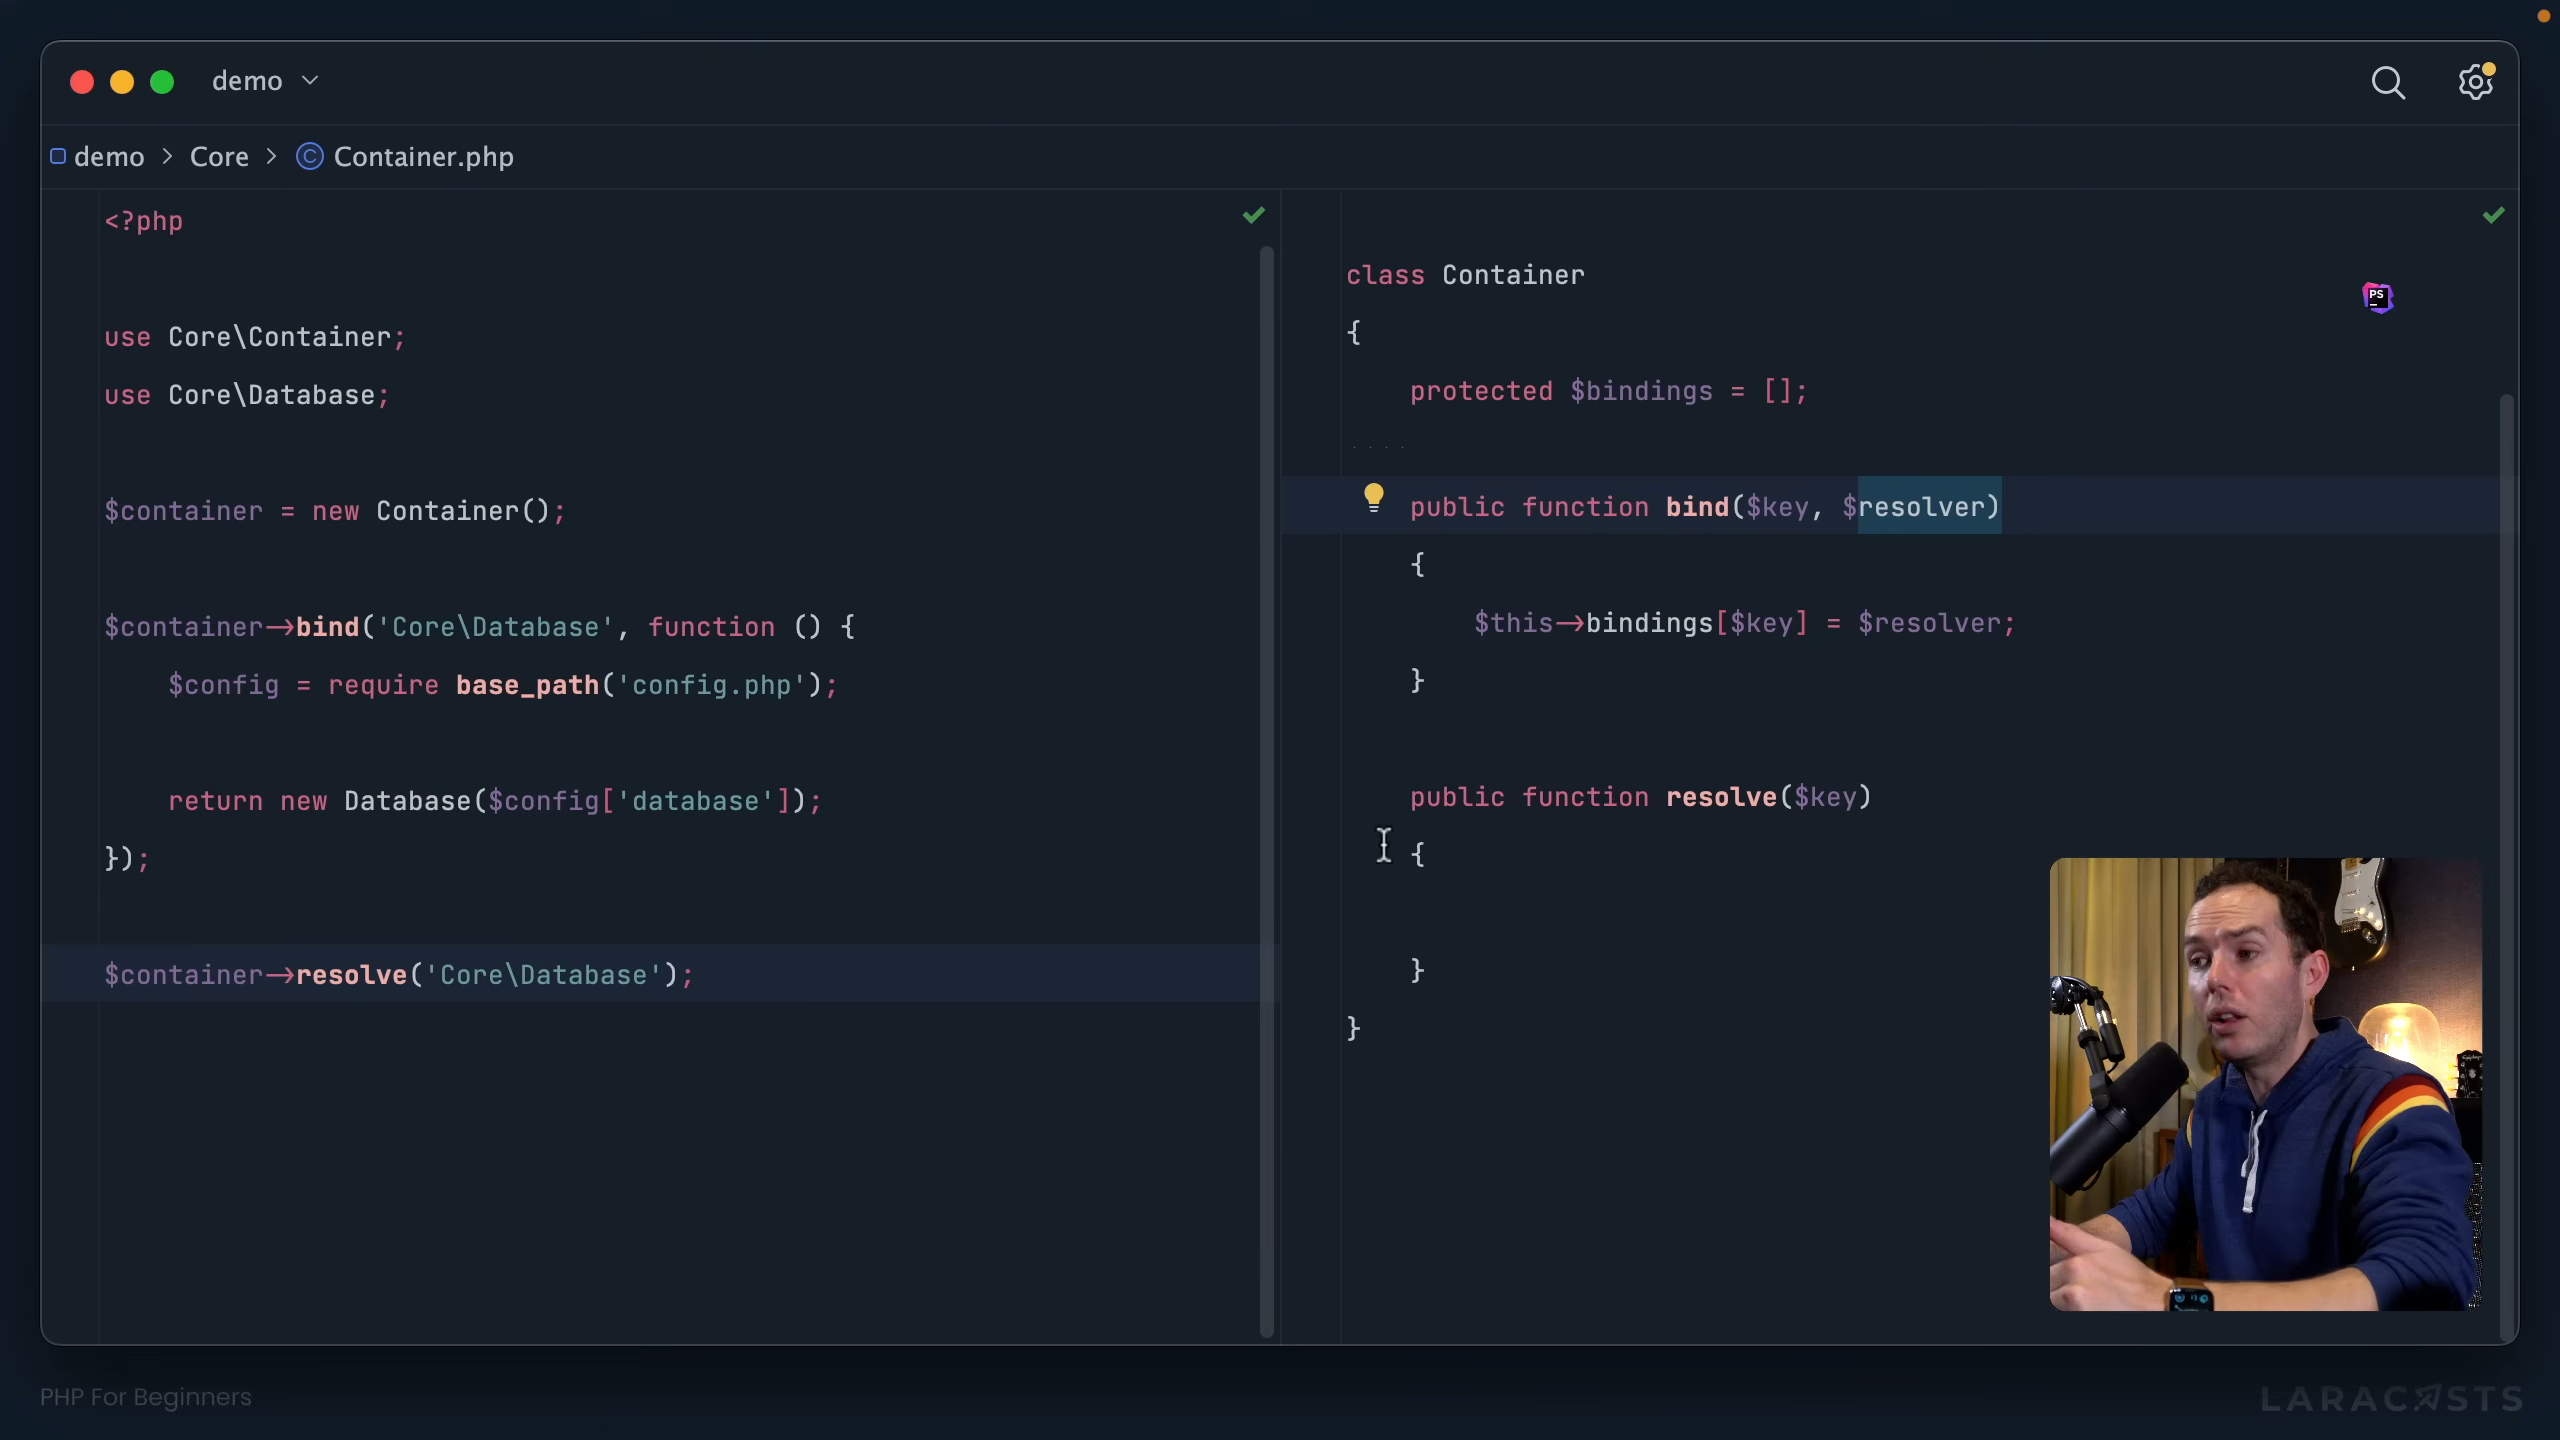 demo
demo > Core > Container.php
<?php
use Core\Container;
use Core\Database;
$container = new Container();
$container->bind('Core\Database', function () {
    $config = require base_path('config.php');
    return new Database($config['database']);
});
$container->resolve('Core\Database');
class Container
{
    protected $bindings = [];
    public function bind($key, $resolver)
    {
        $this->bindings[$key] = $resolver;
    }
    public function resolve($key)
    {
    }
}
PS
PHP For Beginners
LARACASTS